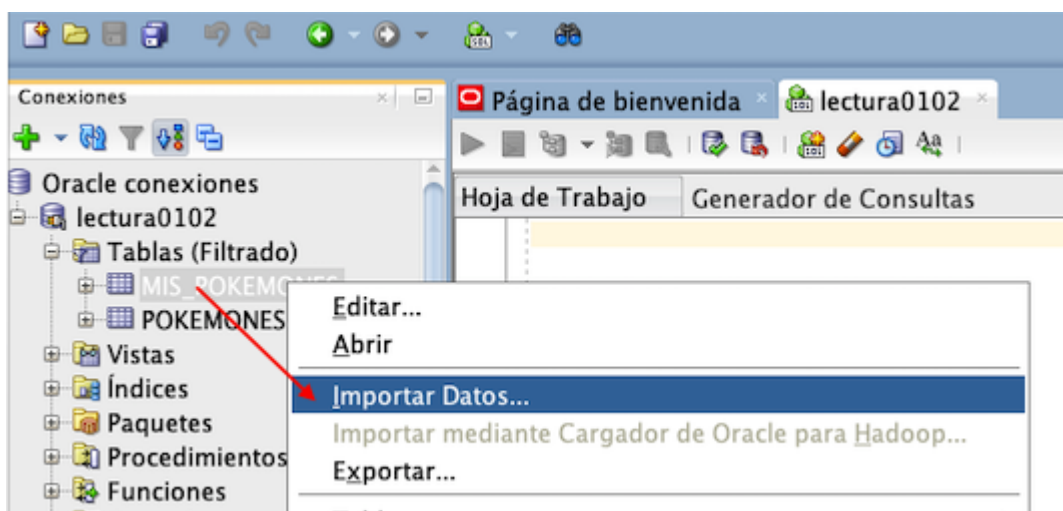 Conexiones
Oracle conexiones
lectura0102
Tablas (Filtrado)
MIS_POKEMONES
POKEMONES
Vistas
Índices
Paquetes
Procedimientos
Funciones
Página de bienvenida
lectura0102
Hoja de Trabajo
Generador de Consultas
Editar...
Abrir
Importar Datos...
Importar mediante Cargador de Oracle para Hadoop...
Exportar...